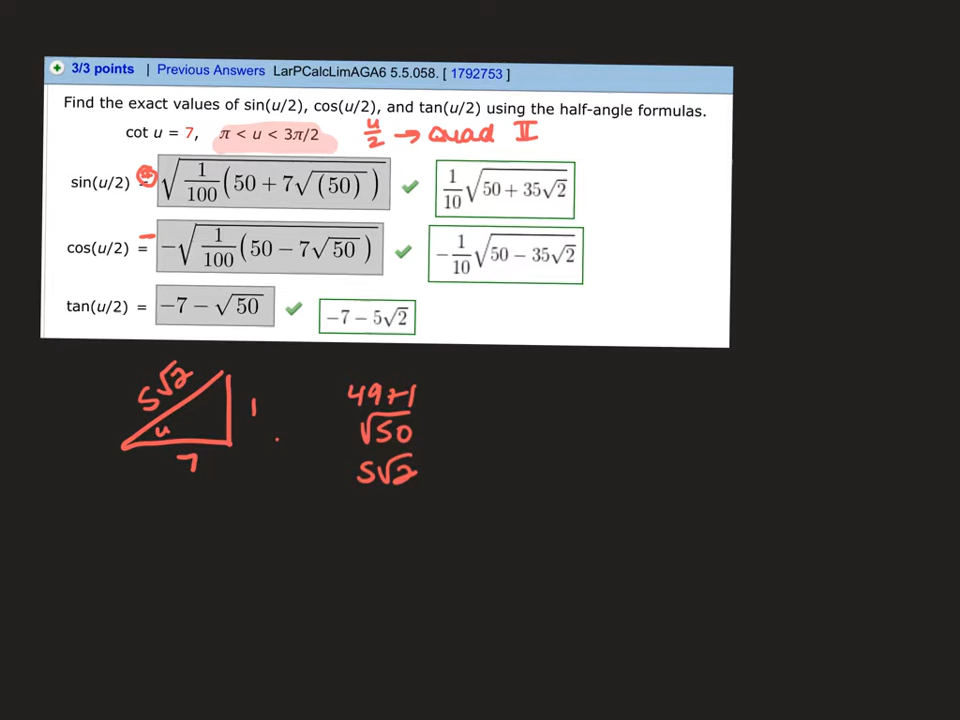 3/3 points | Previous Answers LarPCalcLimAGA6 5.5.058. [ 1792753 ]
Find the exact values of sin(u/2), cos(u/2), and tan(u/2) using the half-angle formulas.
cot u = 7, π < u < 3π/2 u/2 → Quad II
sin(u/2) = + √(1/100 (50 + 7√(50))) ✓ 1/10 √(50 + 35√2)
cos(u/2) = − −√(1/100 (50 − 7√50)) ✓ −1/10 √(50 − 35√2)
tan(u/2) = −7 − √50 ✓ −7 − 5√2
5√2
1
u
7
49+1
√50
5√2